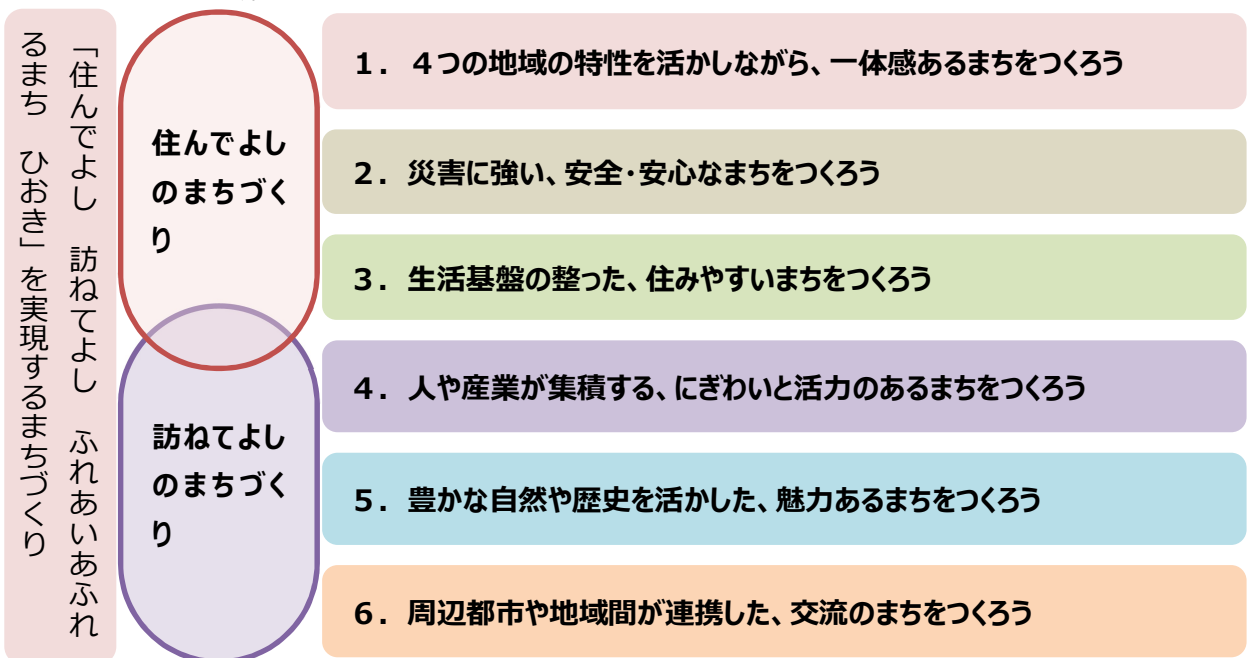 「住んでよし　訪ねてよし　ふれあいあふれ
るまち　ひおき」を実現するまちづくり
住んでよし
のまちづく
り
訪ねてよし
のまちづく
り
１．４つの地域の特性を活かしながら、一体感あるまちをつくろう
２．災害に強い、安全・安心なまちをつくろう
３．生活基盤の整った、住みやすいまちをつくろう
４．人や産業が集積する、にぎわいと活力のあるまちをつくろう
５．豊かな自然や歴史を活かした、魅力あるまちをつくろう
６．周辺都市や地域間が連携した、交流のまちをつくろう